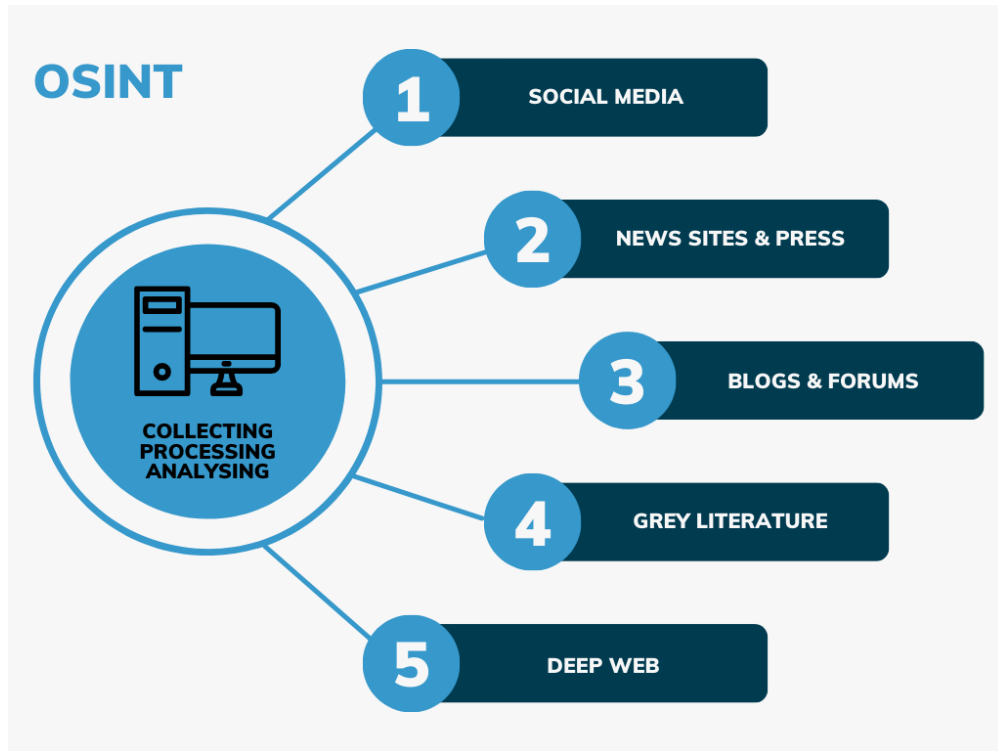 OSINT
1
SOCIAL MEDIA
2
NEWS SITES & PRESS
3
BLOGS & FORUMS
COLLECTING
PROCESSING
ANALYSING
4
GREY LITERATURE
5
DEEP WEB